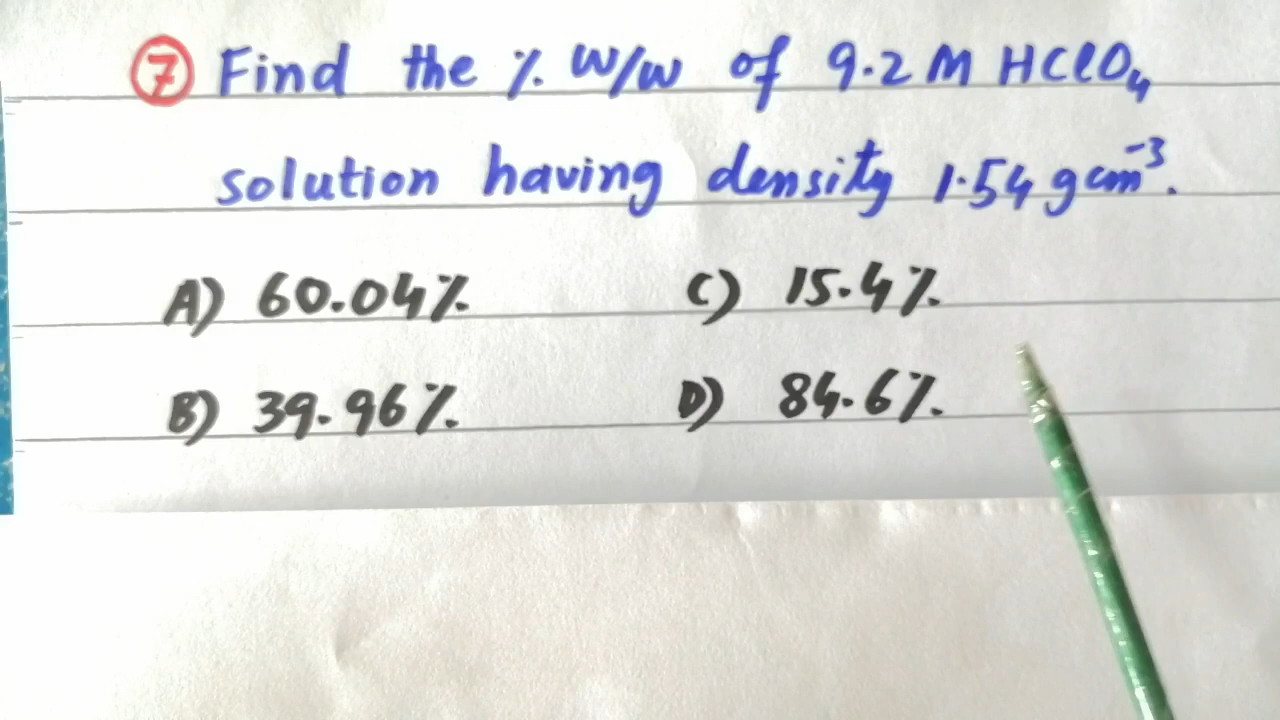 7 Find the % W/W of 9.2 M HClO4
solution having density 1.54 g cm-3.
A) 60.04%
C) 15.4%
B) 39.96%
D) 84.6%